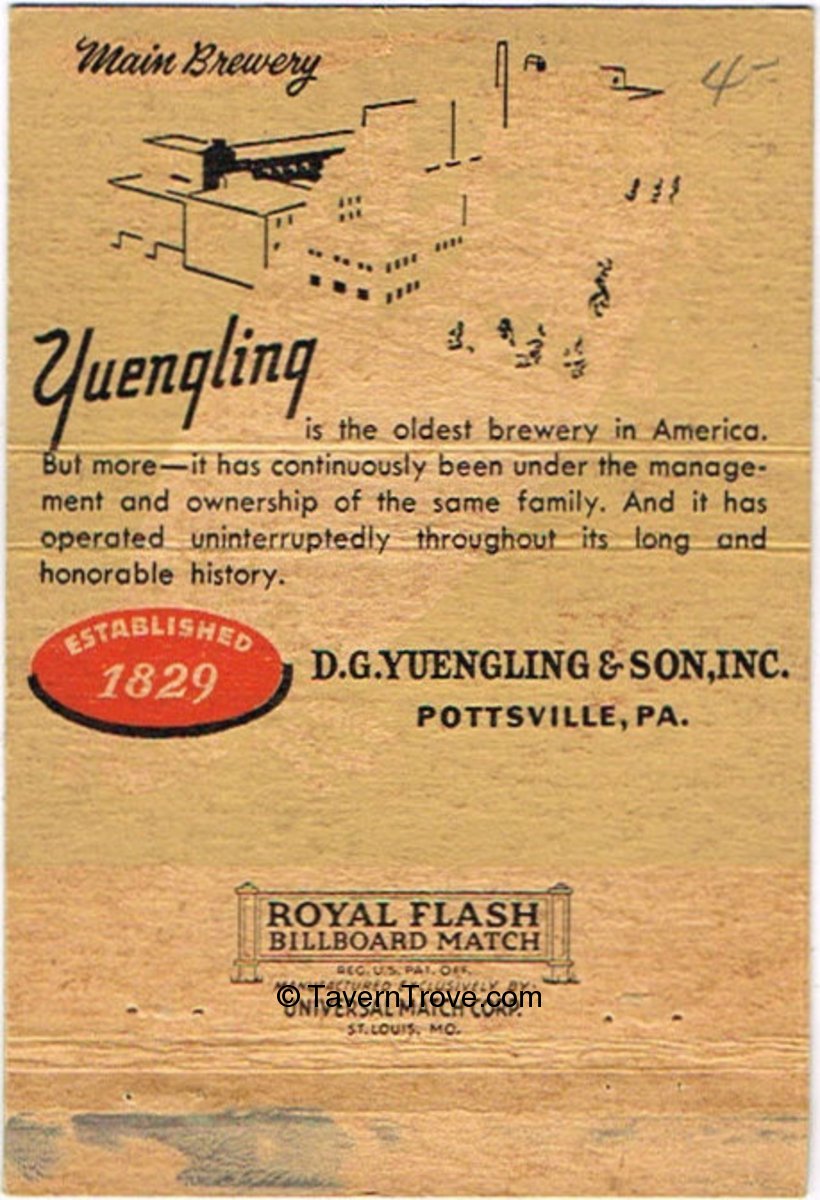 Main Brewery
4-
Yuengling
is the oldest brewery in America.
But more—it has continuously been under the manage-
ment and ownership of the same family. And it has
operated uninterruptedly throughout its long and
honorable history.
ESTABLISHED
1829
D.G.YUENGLING & SON,INC.
POTTSVILLE, PA.
ROYAL FLASH
BILLBOARD MATCH
REG. U.S. PAT. OFF.
MANUFACTURED EXCLUSIVELY BY
© TavernTrove.com
UNIVERSAL MATCH CORP.
ST. LOUIS, MO.